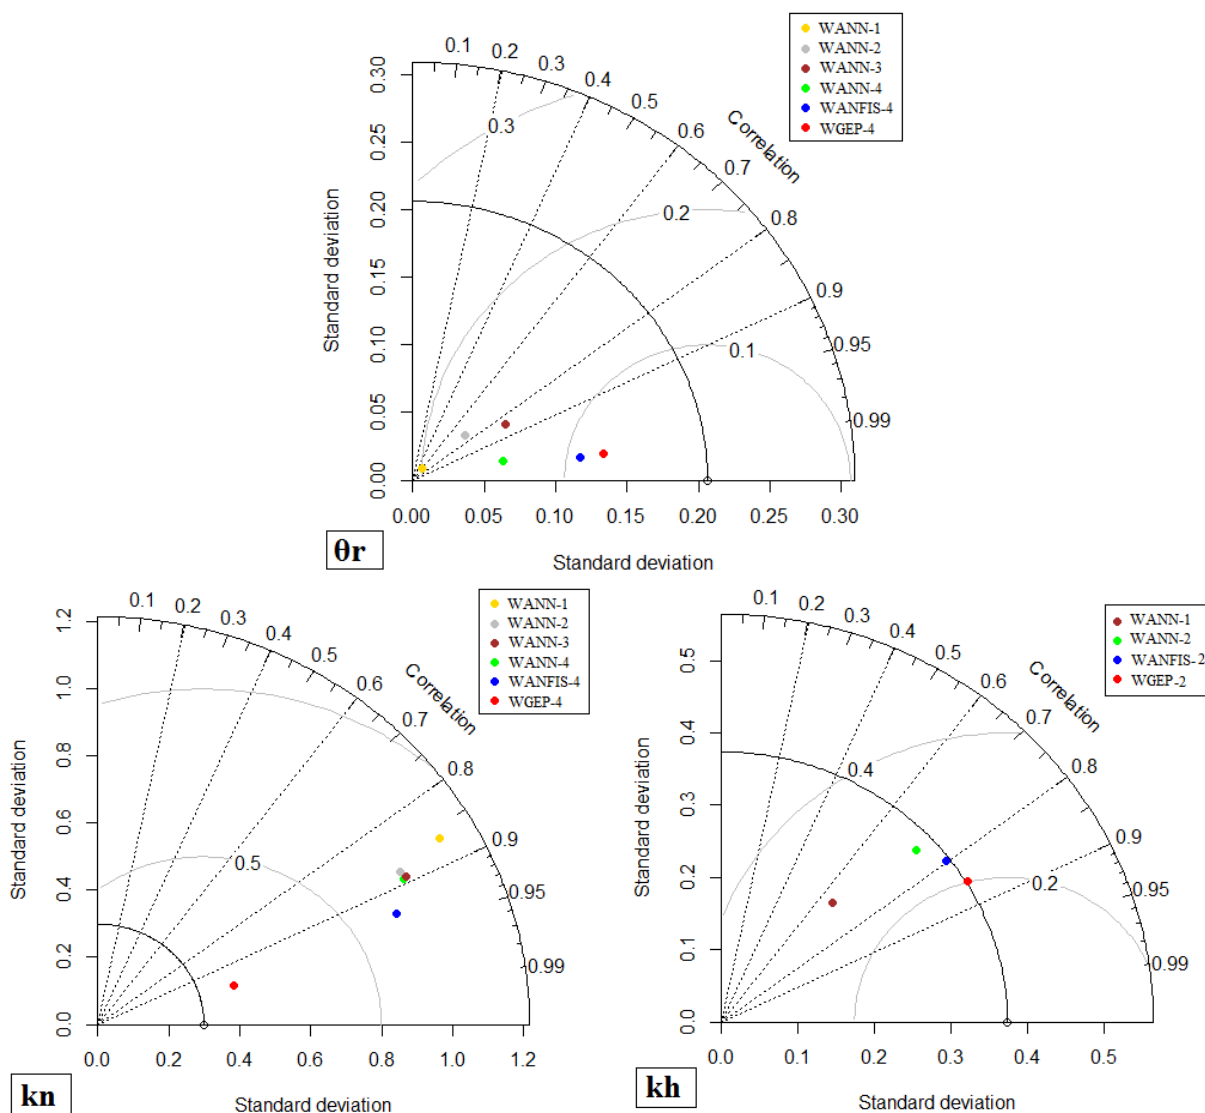 WANN-1
WANN-2
WANN-3
WANN-4
WANFIS-4
WGEP-4
0.1
0.2
0.3
0.4
0.5
0.6
0.7
0.8
0.9
0.95
0.99
Correlation
0.3
0.2
0.1
Standard deviation
0.30
0.25
0.20
0.15
0.10
0.05
0.00
0.00 0.05 0.10 0.15 0.20 0.25 0.30
Standard deviation
θr
WANN-1
WANN-2
WANN-3
WANN-4
WANFIS-4
WGEP-4
0.1
0.2
0.3
0.4
0.5
0.6
0.7
0.8
0.9
0.95
0.99
Correlation
0.5
Standard deviation
1.2
1.0
0.8
0.6
0.4
0.2
0.0
0.0 0.2 0.4 0.6 0.8 1.0 1.2
Standard deviation
kn
WANN-1
WANN-2
WANFIS-2
WGEP-2
0.1
0.2
0.3
0.4
0.5
0.6
0.7
0.8
0.9
0.95
0.99
Correlation
0.4
0.2
Standard deviation
0.5
0.4
0.3
0.2
0.1
0.0
0.0 0.1 0.2 0.3 0.4 0.5
Standard deviation
kh